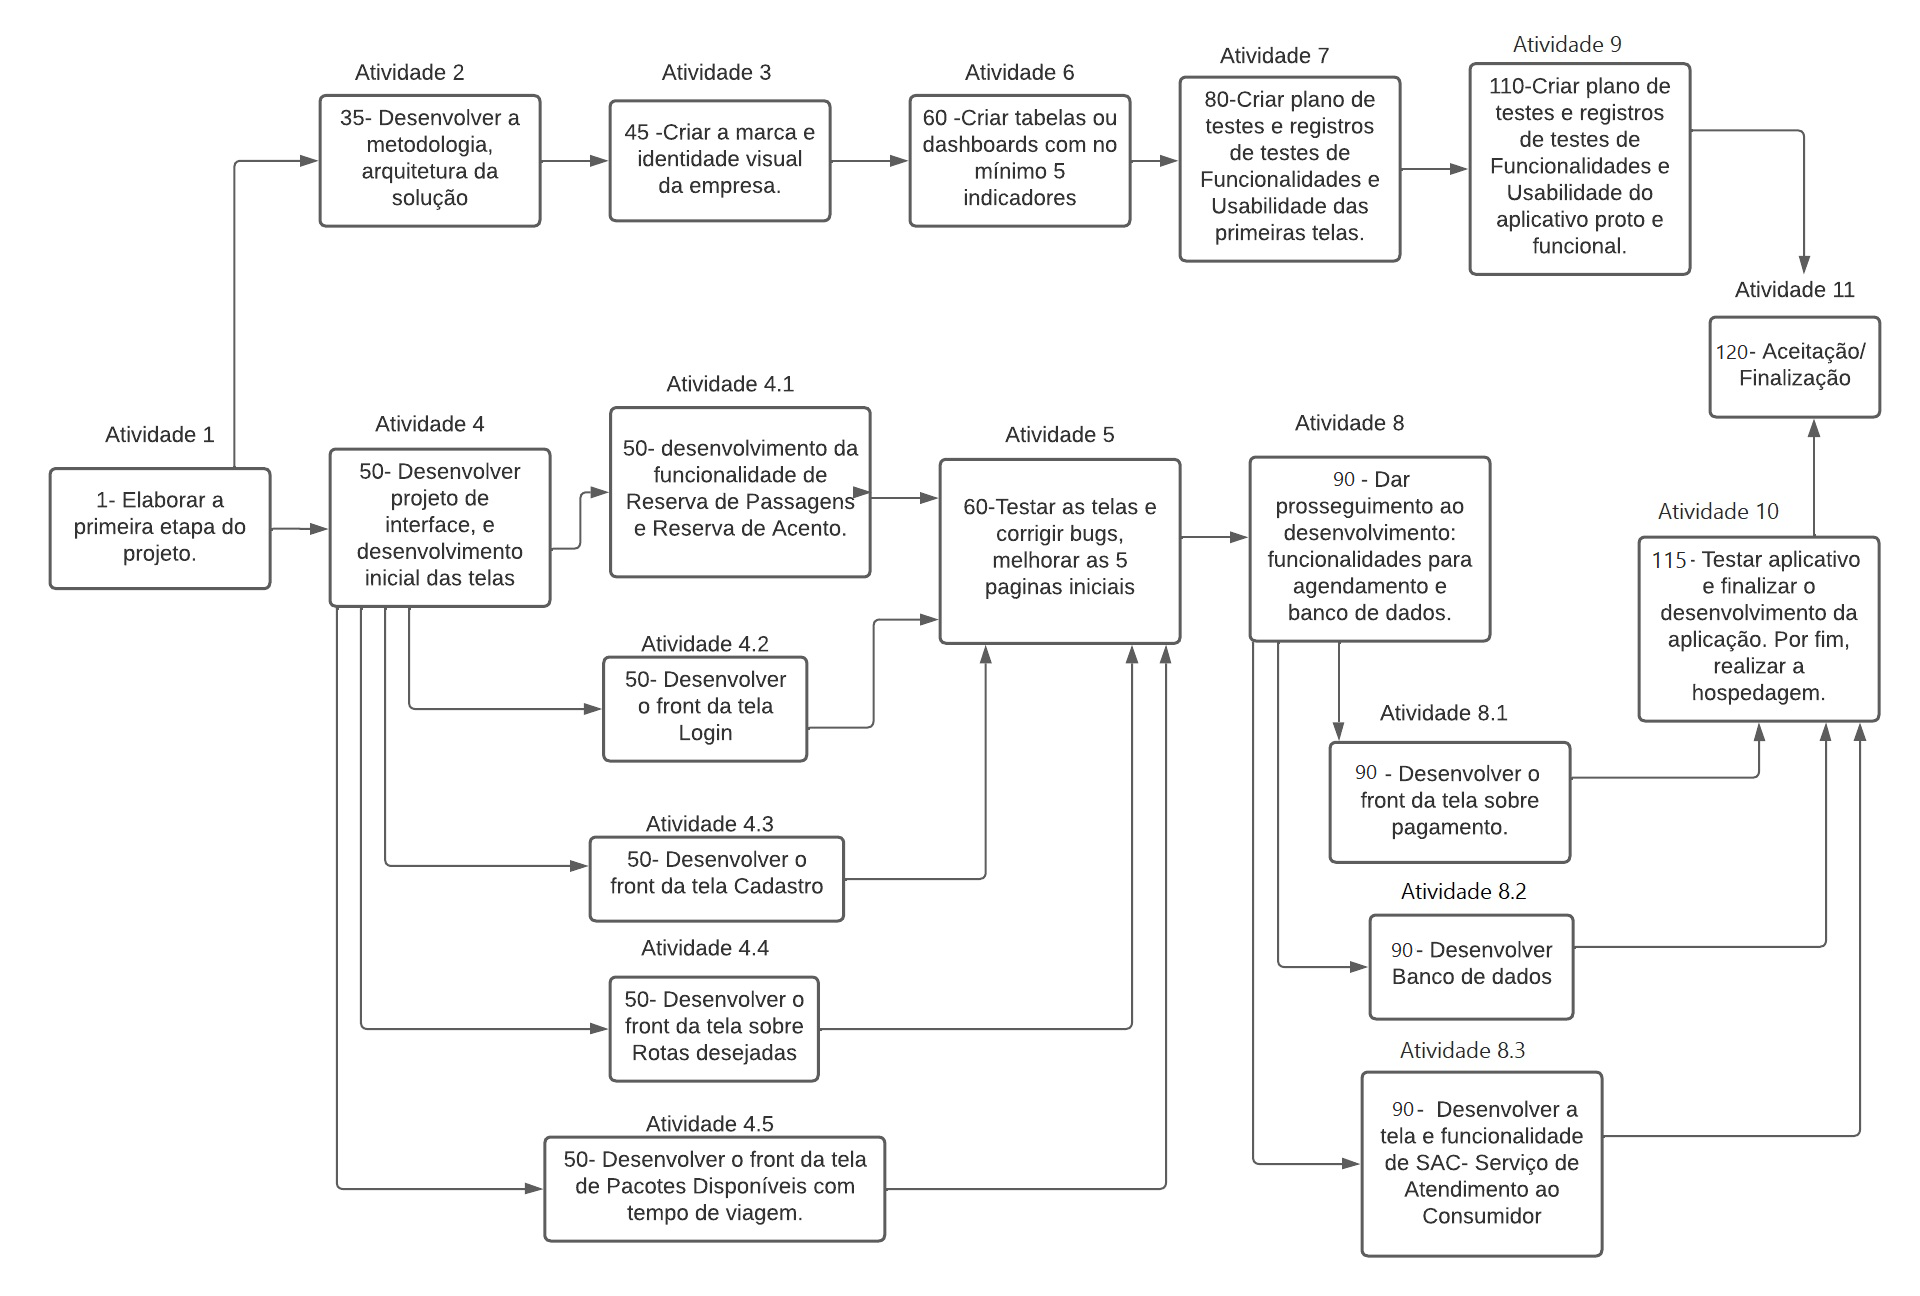 Atividade 2
35- Desenvolver a
metodologia,
arquitetura da
solução
Atividade 3
45 -Criar a marca e
identidade visual
da empresa.
Atividade 6
60 -Criar tabelas ou
dashboards com no
mínimo 5
indicadores
Atividade 7
80-Criar plano de
testes e registros
de testes de
Funcionalidades e
Usabilidade das
primeiras telas.
Atividade 9
110-Criar plano de
testes e registros
de testes de
Funcionalidades e
Usabilidade do
aplicativo proto e
funcional.
Atividade 11
120- Aceitação/
Finalização
Atividade 1
1- Elaborar a
primeira etapa do
projeto.
Atividade 4
50- Desenvolver
projeto de
interface, e
desenvolvimento
inicial das telas
Atividade 4.1
50- desenvolvimento da
funcionalidade de
Reserva de Passagens
e Reserva de Acento.
Atividade 5
60-Testar as telas e
corrigir bugs,
melhorar as 5
paginas iniciais
Atividade 8
90 - Dar
prosseguimento ao
desenvolvimento:
funcionalidades para
agendamento e
banco de dados.
Atividade 10
115- Testar aplicativo
e finalizar o
desenvolvimento da
aplicação. Por fim,
realizar a
hospedagem.
Atividade 4.2
50- Desenvolver
o front da tela
Login
Atividade 8.1
90 - Desenvolver o
front da tela sobre
pagamento.
Atividade 4.3
50- Desenvolver o
front da tela Cadastro
Atividade 8.2
90- Desenvolver
Banco de dados
Atividade 4.4
50- Desenvolver o
front da tela sobre
Rotas desejadas
Atividade 8.3
90- Desenvolver a
tela e funcionalidade
de SAC- Serviço de
Atendimento ao
Consumidor
Atividade 4.5
50- Desenvolver o front da tela
de Pacotes Disponíveis com
tempo de viagem.